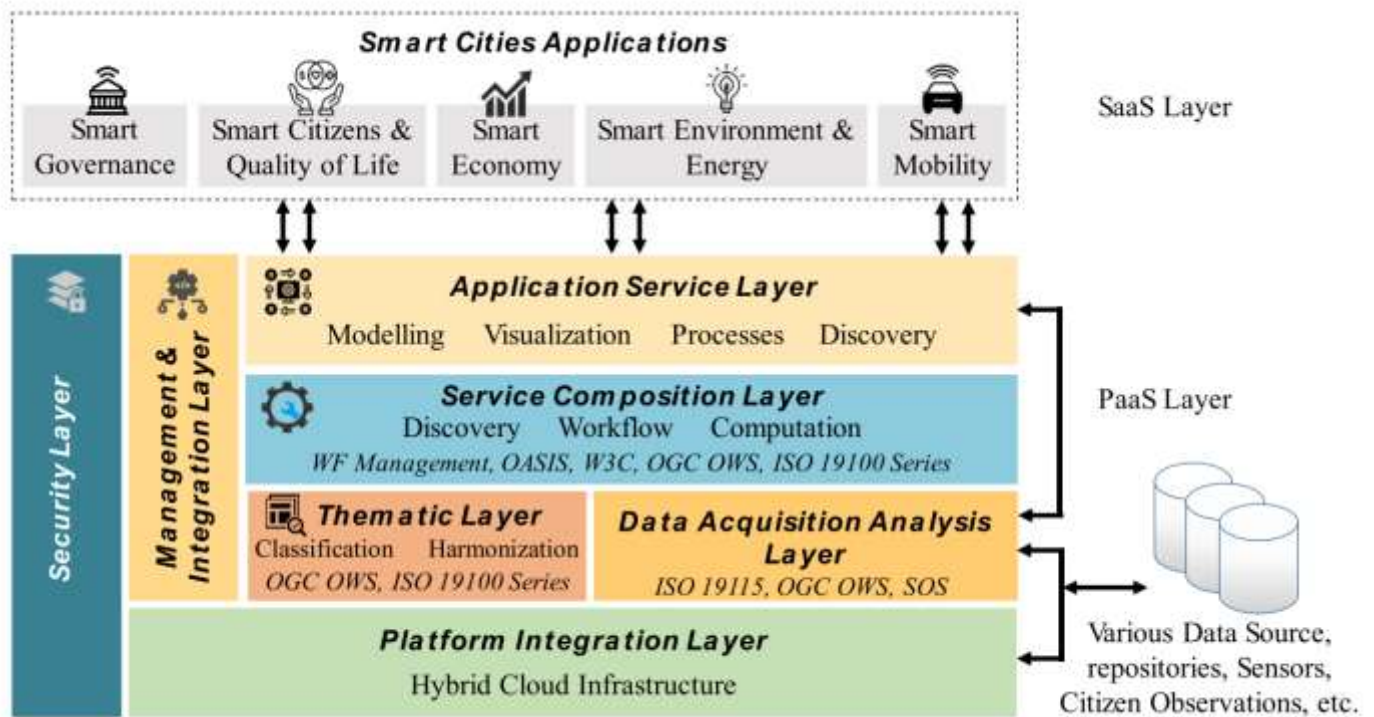 Smart Cities Applications
Smart
Governance
Smart Citizens &
Quality of Life
Smart
Economy
Smart Environment &
Energy
Smart
Mobility
SaaS Layer
Security Layer
Management &
Integration Layer
Application Service Layer
Modelling Visualization Processes Discovery
Service Composition Layer
Discovery Workflow Computation
WF Management, OASIS, W3C, OGC OWS, ISO 19100 Series
PaaS Layer
Thematic Layer
Classification Harmonization
OGC OWS, ISO 19100 Series
Data Acquisition Analysis
Layer
ISO 19115, OGC OWS, SOS
Platform Integration Layer
Hybrid Cloud Infrastructure
Various Data Source,
repositories, Sensors,
Citizen Observations, etc.